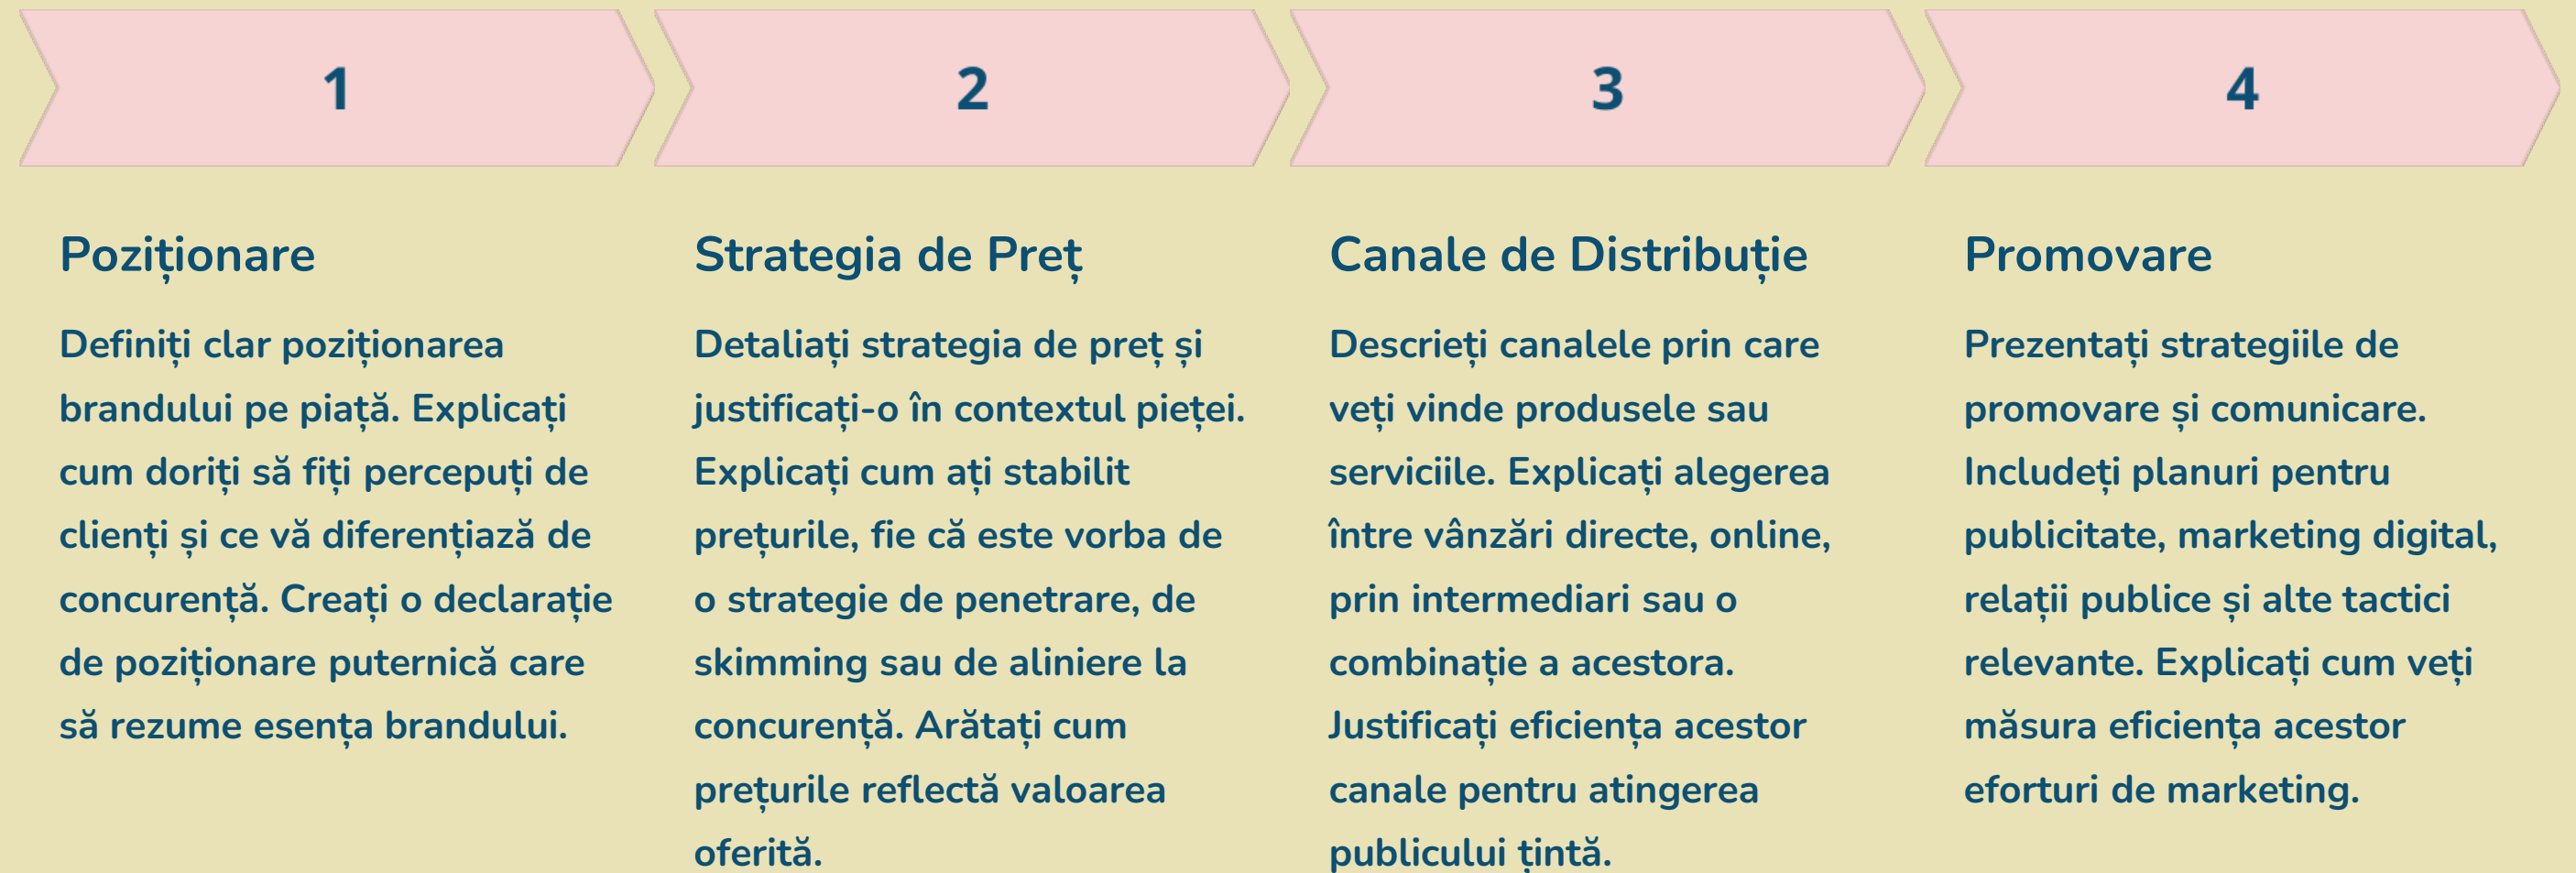 1
2
3
4
Poziționare
Definiți clar poziționarea
brandului pe piață. Explicați
cum doriți să fiți percepuți de
clienți și ce vă diferențiază de
concurență. Creați o declarație
de poziționare puternică care
să rezume esența brandului.
Strategia de Preț
Detaliați strategia de preț și
justificați-o în contextul pieței.
Explicați cum ați stabilit
prețurile, fie că este vorba de
o strategie de penetrare, de
skimming sau de aliniere la
concurență. Arătați cum
prețurile reflectă valoarea
oferită.
Canale de Distribuție
Descrieți canalele prin care
veți vinde produsele sau
serviciile. Explicați alegerea
între vânzări directe, online,
prin intermediari sau o
combinație a acestora.
Justificați eficiența acestor
canale pentru atingerea
publicului țintă.
Promovare
Prezentați strategiile de
promovare și comunicare.
Includeți planuri pentru
publicitate, marketing digital,
relații publice și alte tactici
relevante. Explicați cum veți
măsura eficiența acestor
eforturi de marketing.